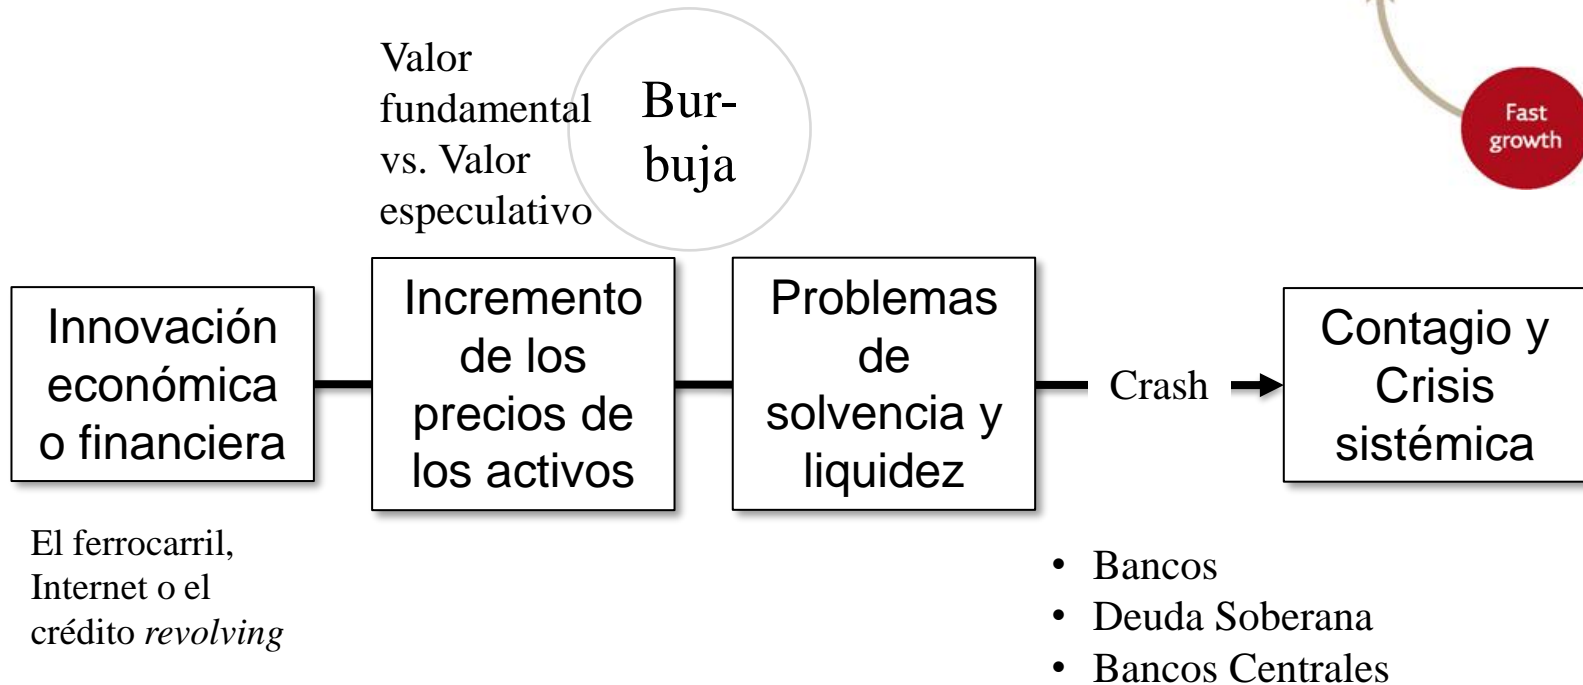 Valor
fundamental
vs. Valor
especulativo
Bur-
buja
Fast
growth
Innovación
económica
o financiera
Incremento
de los
precios de
los activos
Problemas
de
solvencia y
liquidez
Crash
Contagio y
Crisis
sistémica
El ferrocarril,
Internet o el
crédito revolving
• Bancos
• Deuda Soberana
• Bancos Centrales